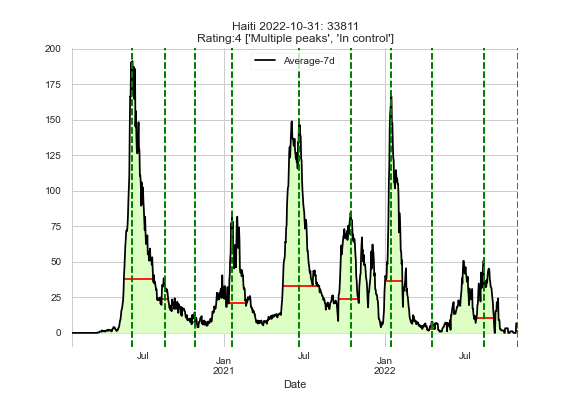 Haiti 2022-10-31: 33811
Rating:4 ['Multiple peaks', 'In control']
Average-7d
200
175
150
125
100
75
50
25
0
Jul
Jan
2021
Jul
Jan
2022
Jul
Date